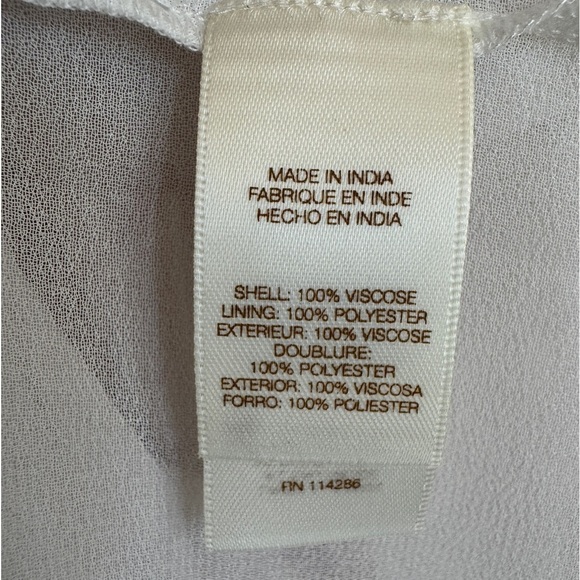 MADE IN INDIA
FABRIQUE EN INDE
HECHO EN INDIA
SHELL: 100% VISCOSE
LINING: 100% POLYESTER
EXTERIEUR: 100% VISCOSE
DOUBLURE:
100% POLYESTER
EXTERIOR: 100% VISCOSA
FORRO: 100% POLIESTER
RN 114286